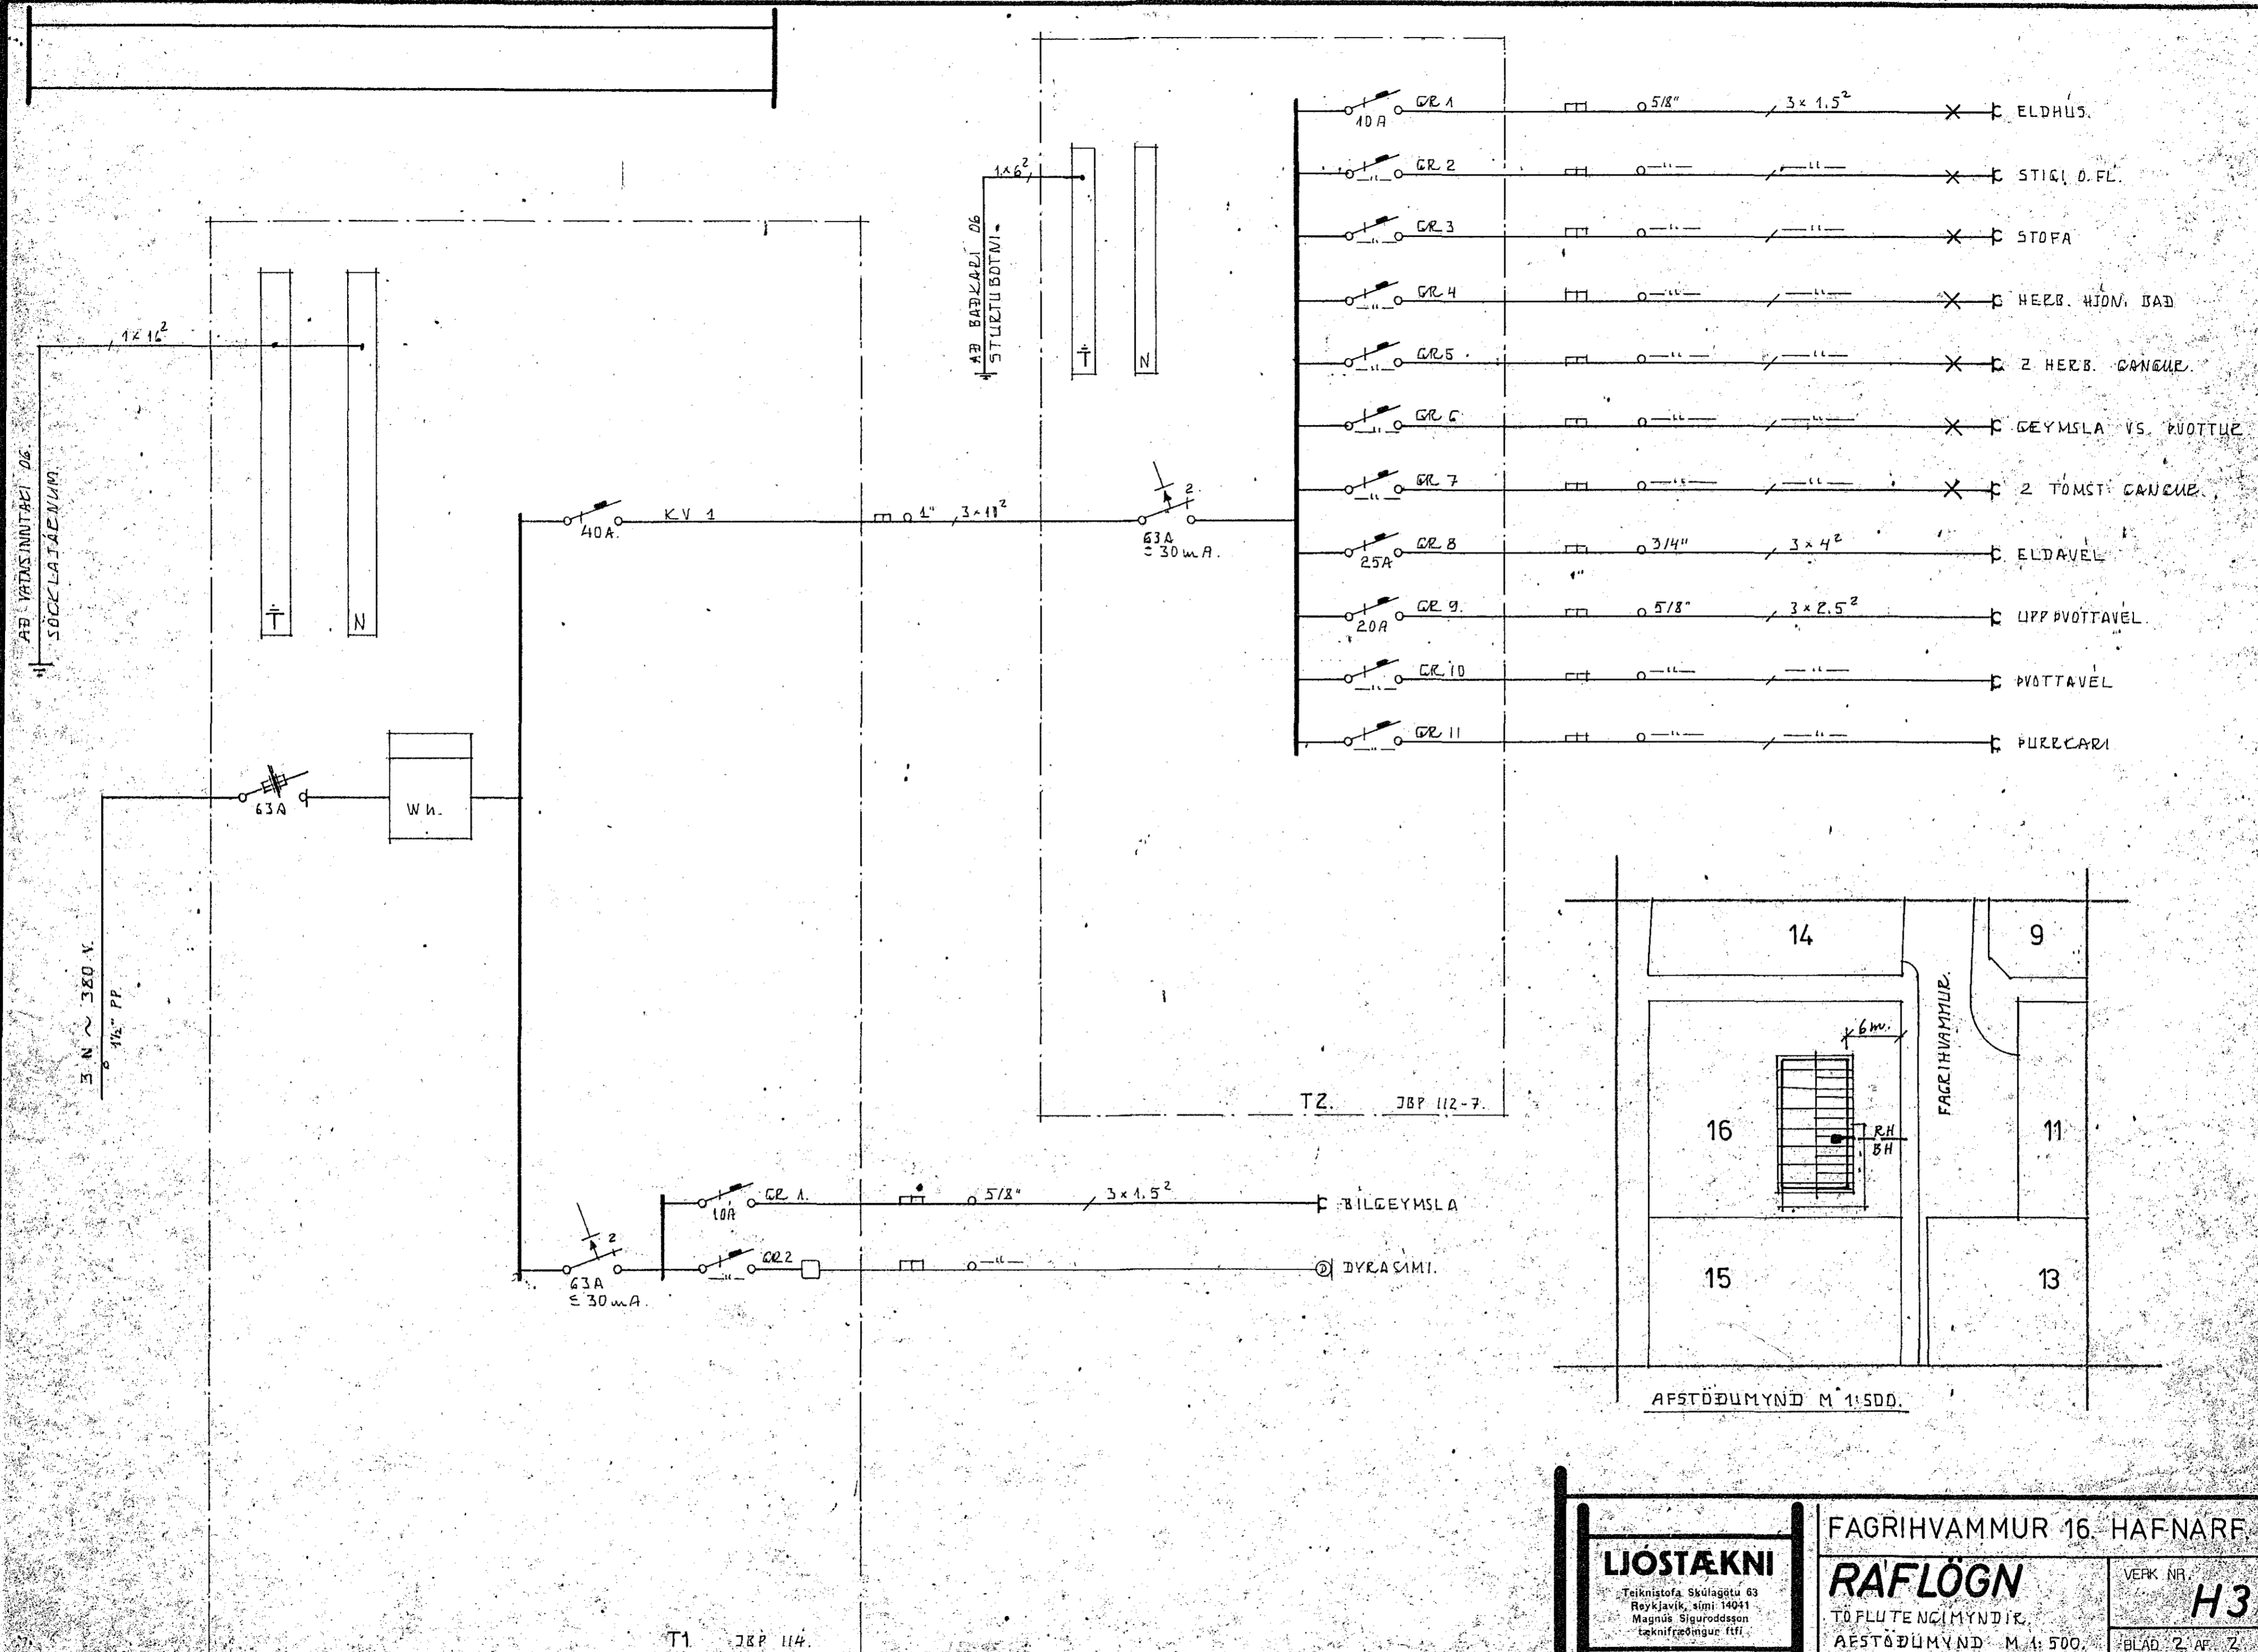 GR 1
10A
5/8"
3 x 1.5²
ELDHÚS.
GR 2
STIGI O.FL.
GR 3
STOFA
GR 4
HERB. HJÓN. BAÐ
GR 5
2 HERB. GANGUR.
GR 6
GEYMSLA VS. ÞVOTTUR
GR 7
2 TÓMST. GANGUR.
GR 8
25A
3/4"
1"
3 x 4²
ELDAVÉL
GR 9.
20A
5/8"
3 x 2.5²
UPPÞVOTTAVÉL.
GR 10
ÞVOTTAVÉL
GR 11
ÞURRKARI
1x6²
AÐ BAÐKARI OG
STURTUBOTNI.
T
N
1 x 16²
AÐ VATNSINNTAKI OG.
SÖKKLAJÁRNUM.
T
N
40A.
KV 1
1"
2.
63A
30mA.
63A
Wh.
3 N ~ 380 V.
1½" PP.
T2.
JBP 112-7.
GR 1.
10A
5/8"
3 x 1.5²
BÍLGEYMSLA
2
63A
30mA.
GR 2
D
DYRASÍMI.
T1
JBP 114.
14
9
6m.
FAGRIHVAMMUR.
16
RH
BH
11
15
13
AFSTÖÐUMYND M 1:500.
LJÓSTÆKNI
Teiknistofa Skúlagötu 63
Reykjavík, sími 14041
Magnús Siguroddsson
tæknifræðingur ftfí
FAGRIHVAMMUR 16. HAFNARF.
RAFLÖGN
TÖFLUTENGIMYNDIR
AFSTÖÐUMYND M 1:500.
VERK NR.
H3
BLAÐ 2 AF 2